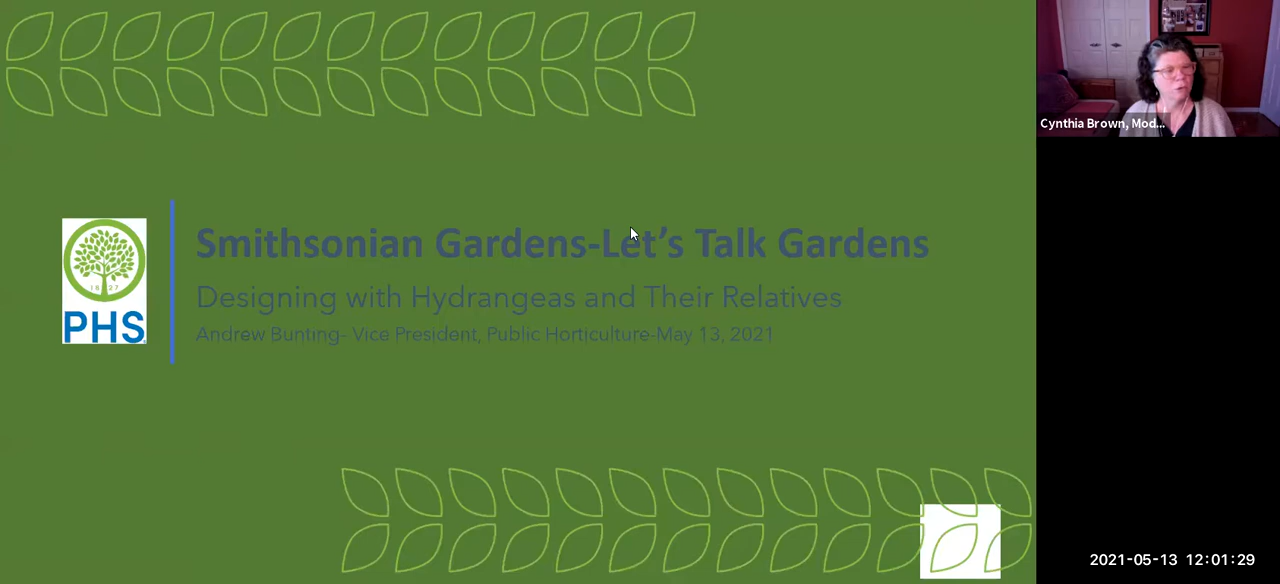 Smithsonian Gardens-Let's Talk Gardens
Designing with Hydrangeas and Their Relatives
Andrew Bunting- Vice President, Public Horticulture-May 13, 2021
1827
PHS
Cynthia Brown, Mod...
2021-05-13 12:01:29